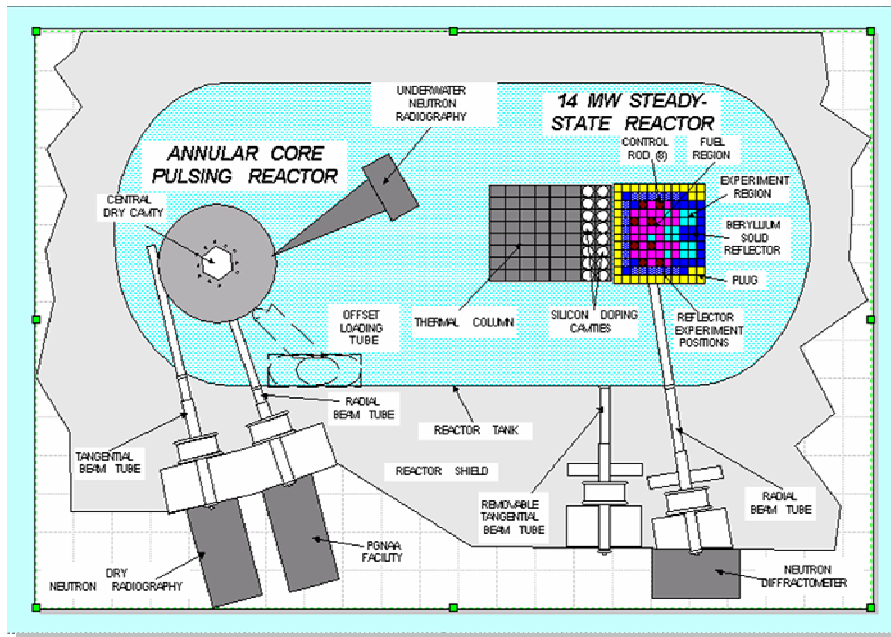 UNDERWATER
NEUTRON
RADIOGRAPHY
14 MW STEADY-
STATE REACTOR
ANNULAR CORE
PULSING REACTOR
CONTROL
ROD (8)
FUEL
REGION
CENTRAL
DRY CAVITY
EXPERIMENT
REGION
BERYLLIUM
SOLID
REFLECTOR
PLUG
OFFSET
LOADING
TUBE
THERMAL COLUMN
SILICON DOPING
CAVITIES
REFLECTOR
EXPERIMENT
POSITIONS
RADIAL
BEAM TUBE
REACTOR TANK
TANGENTIAL
BEAM TUBE
REACTOR SHIELD
REMOVABLE
TANGENTIAL
BEAM TUBE
RADIAL
BEAM TUBE
PGNAA
FACILITY
DRY
NEUTRON RADIOGRAPHY
NEUTRON
DIFFRACTOMETER